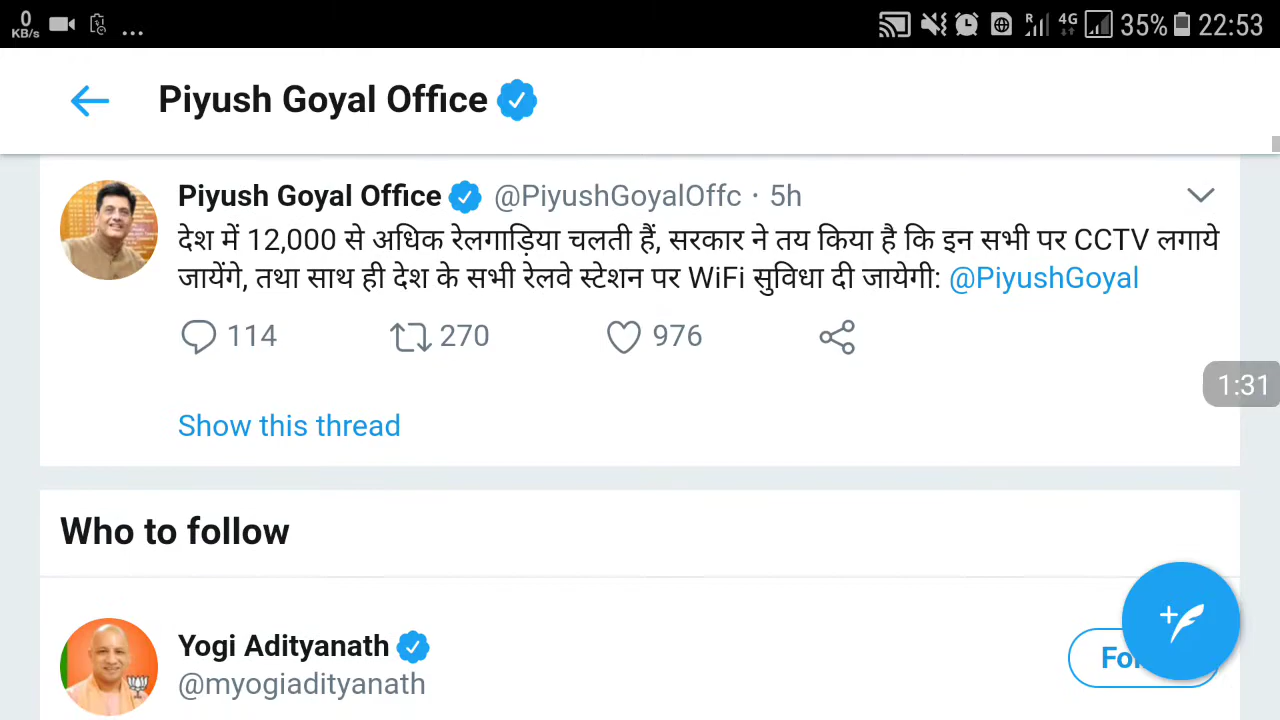 0
KB/s
... R 4G 35% 22:53
Piyush Goyal Office
Piyush Goyal Office @PiyushGoyalOffc · 5h
देश में 12,000 से अधिक रेलगाड़िया चलती हैं, सरकार ने तय किया है कि इन सभी पर CCTV लगाये
जायेंगे, तथा साथ ही देश के सभी रेलवे स्टेशन पर WiFi सुविधा दी जायेगी: @PiyushGoyal
114 270 976
1:31
Show this thread
Who to follow
Yogi Adityanath
@myogiadityanath